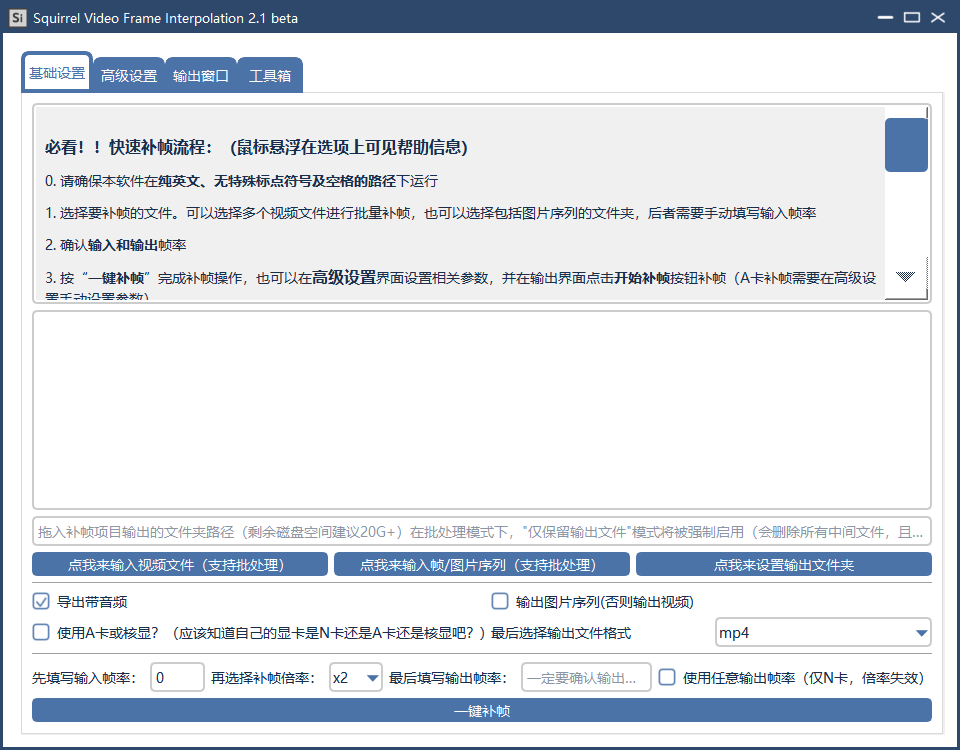 Si Squirrel Video Frame Interpolation 2.1 beta
基础设置 高级设置 输出窗口 工具箱
必看！！快速补帧流程：（鼠标悬浮在选项上可见帮助信息)
0. 请确保本软件在纯英文、无特殊标点符号及空格的路径下运行
1. 选择要补帧的文件。可以选择多个视频文件进行批量补帧，也可以选择包括图片序列的文件夹，后者需要手动填写输入帧率
2. 确认输入和输出帧率
3. 按“一键补帧”完成补帧操作，也可以在高级设置界面设置相关参数，并在输出界面点击开始补帧按钮补帧（A卡补帧需要在高级设
置手动设置参数）
拖入补帧项目输出的文件夹路径（剩余磁盘空间建议20G+）在批处理模式下，"仅保留输出文件"模式将被强制启用（会删除所有中间文件，且...
点我来输入视频文件（支持批处理） 点我来输入帧/图片序列（支持批处理） 点我来设置输出文件夹
导出带音频 输出图片序列(否则输出视频)
使用A卡或核显？（应该知道自己的显卡是N卡还是A卡还是核显吧？）最后选择输出文件格式 mp4
先填写输入帧率： 0 再选择补帧倍率： x2 最后填写输出帧率： 一定要确认输出... 使用任意输出帧率（仅N卡，倍率失效）
一键补帧